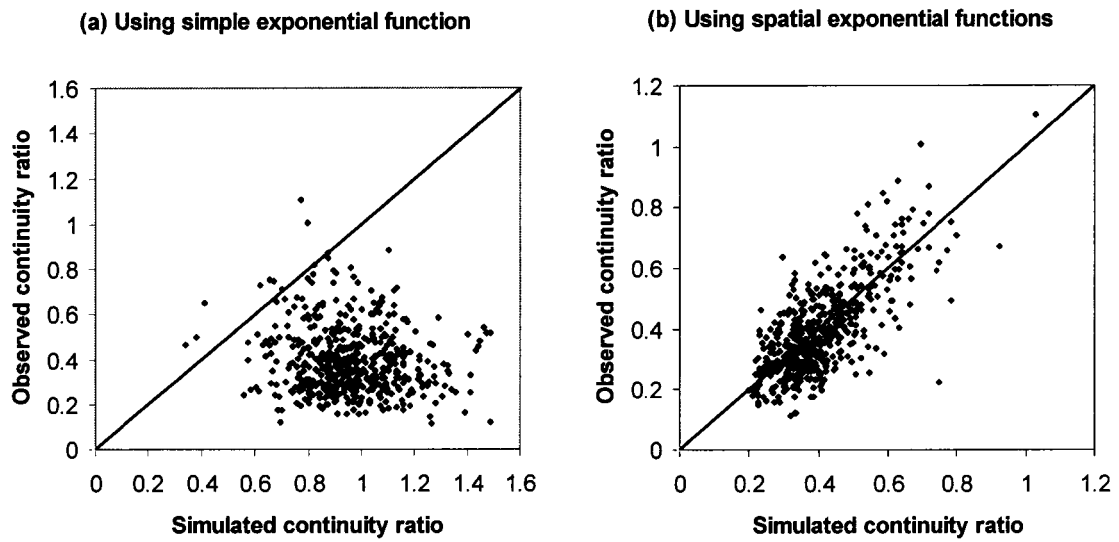 (a) Using simple exponential function
1.6
1.4
1.2
1
0.8
0.6
0.4
0.2
0
Observed continuity ratio
0 0.2 0.4 0.6 0.8 1 1.2 1.4 1.6
Simulated continuity ratio
(b) Using spatial exponential functions
1.2
1
0.8
0.6
0.4
0.2
0
Observed continuity ratio
0 0.2 0.4 0.6 0.8 1 1.2
Simulated continuity ratio